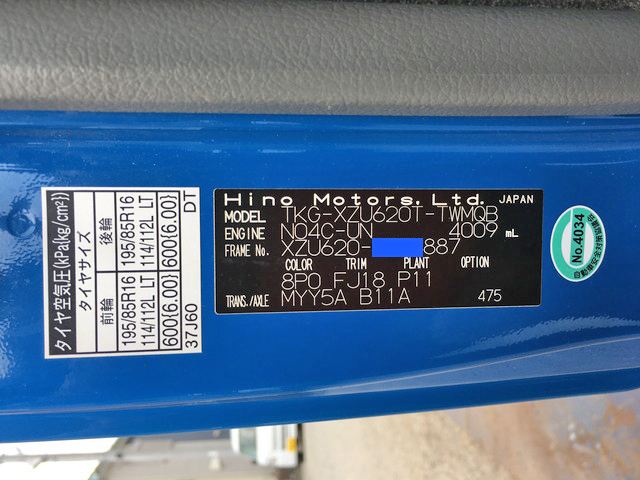 タイヤ空気圧(kPa{kg/cm²})
タイヤサイズ
前輪 後輪
195/85R16 195/85R16
114/112L LT 114/112L LT
600{6.00} 600{6.00}
37J60 DT
Hino Motors, Ltd. JAPAN
MODEL TKG-XZU620T-TWMQB
ENGINE N04C-UN 4009 mL
FRAME No. XZU620- 887
COLOR TRIM PLANT OPTION
8P0 FJ18 P11
TRANS./AXLE MYY5A B11A 475
No.4034